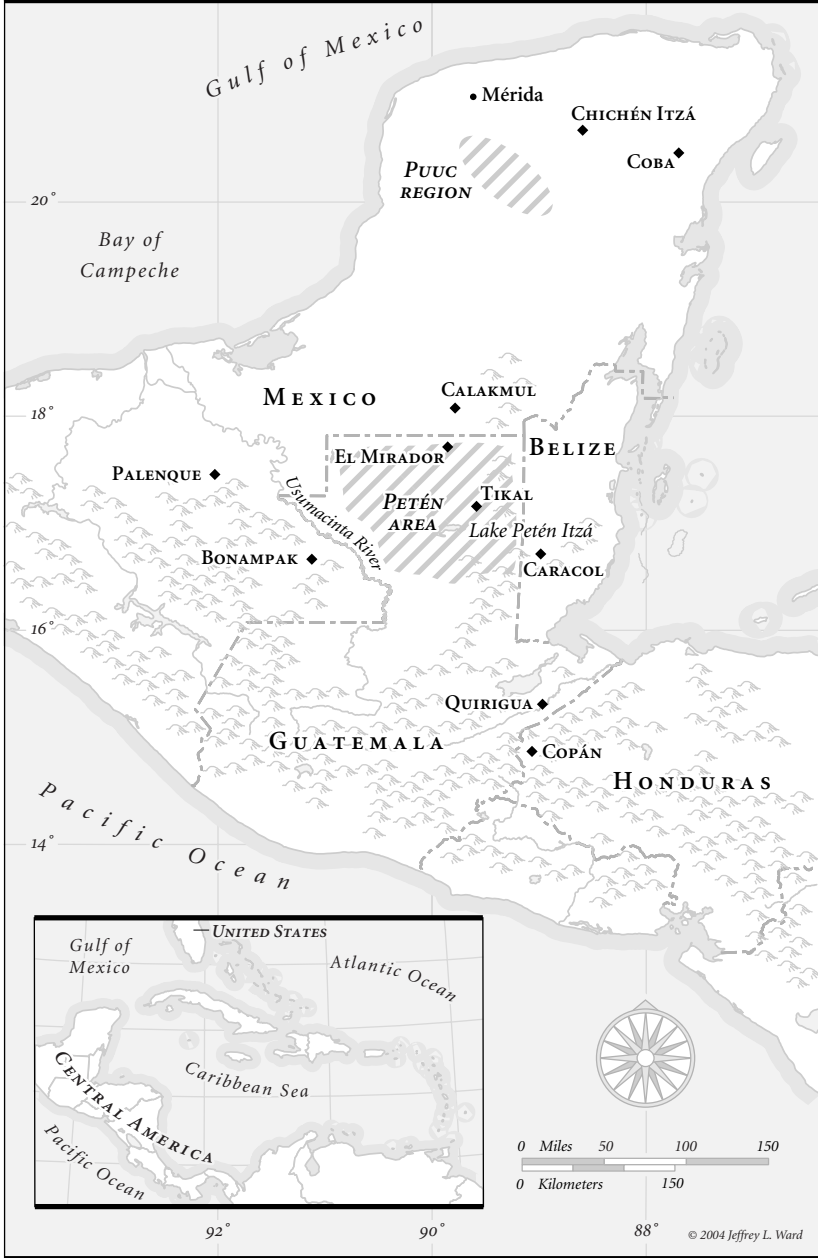 Gulf of Mexico
Mérida
CHICHÉN ITZÁ
COBA
PUUC
REGION
20°
Bay of
Campeche
MEXICO
CALAKMUL
18°
BELIZE
EL MIRADOR
PALENQUE
Usumacinta River
PETÉN
AREA
TIKAL
Lake Petén Itzá
BONAMPAK
CARACOL
16°
QUIRIGUA
GUATEMALA
COPÁN
HONDURAS
Pacific Ocean
14°
UNITED STATES
Gulf of
Mexico
Atlantic Ocean
Caribbean Sea
CENTRAL AMERICA
Pacific Ocean
0 Miles 50 100 150
0 Kilometers 150
92° 90° 88°
© 2004 Jeffrey L. Ward